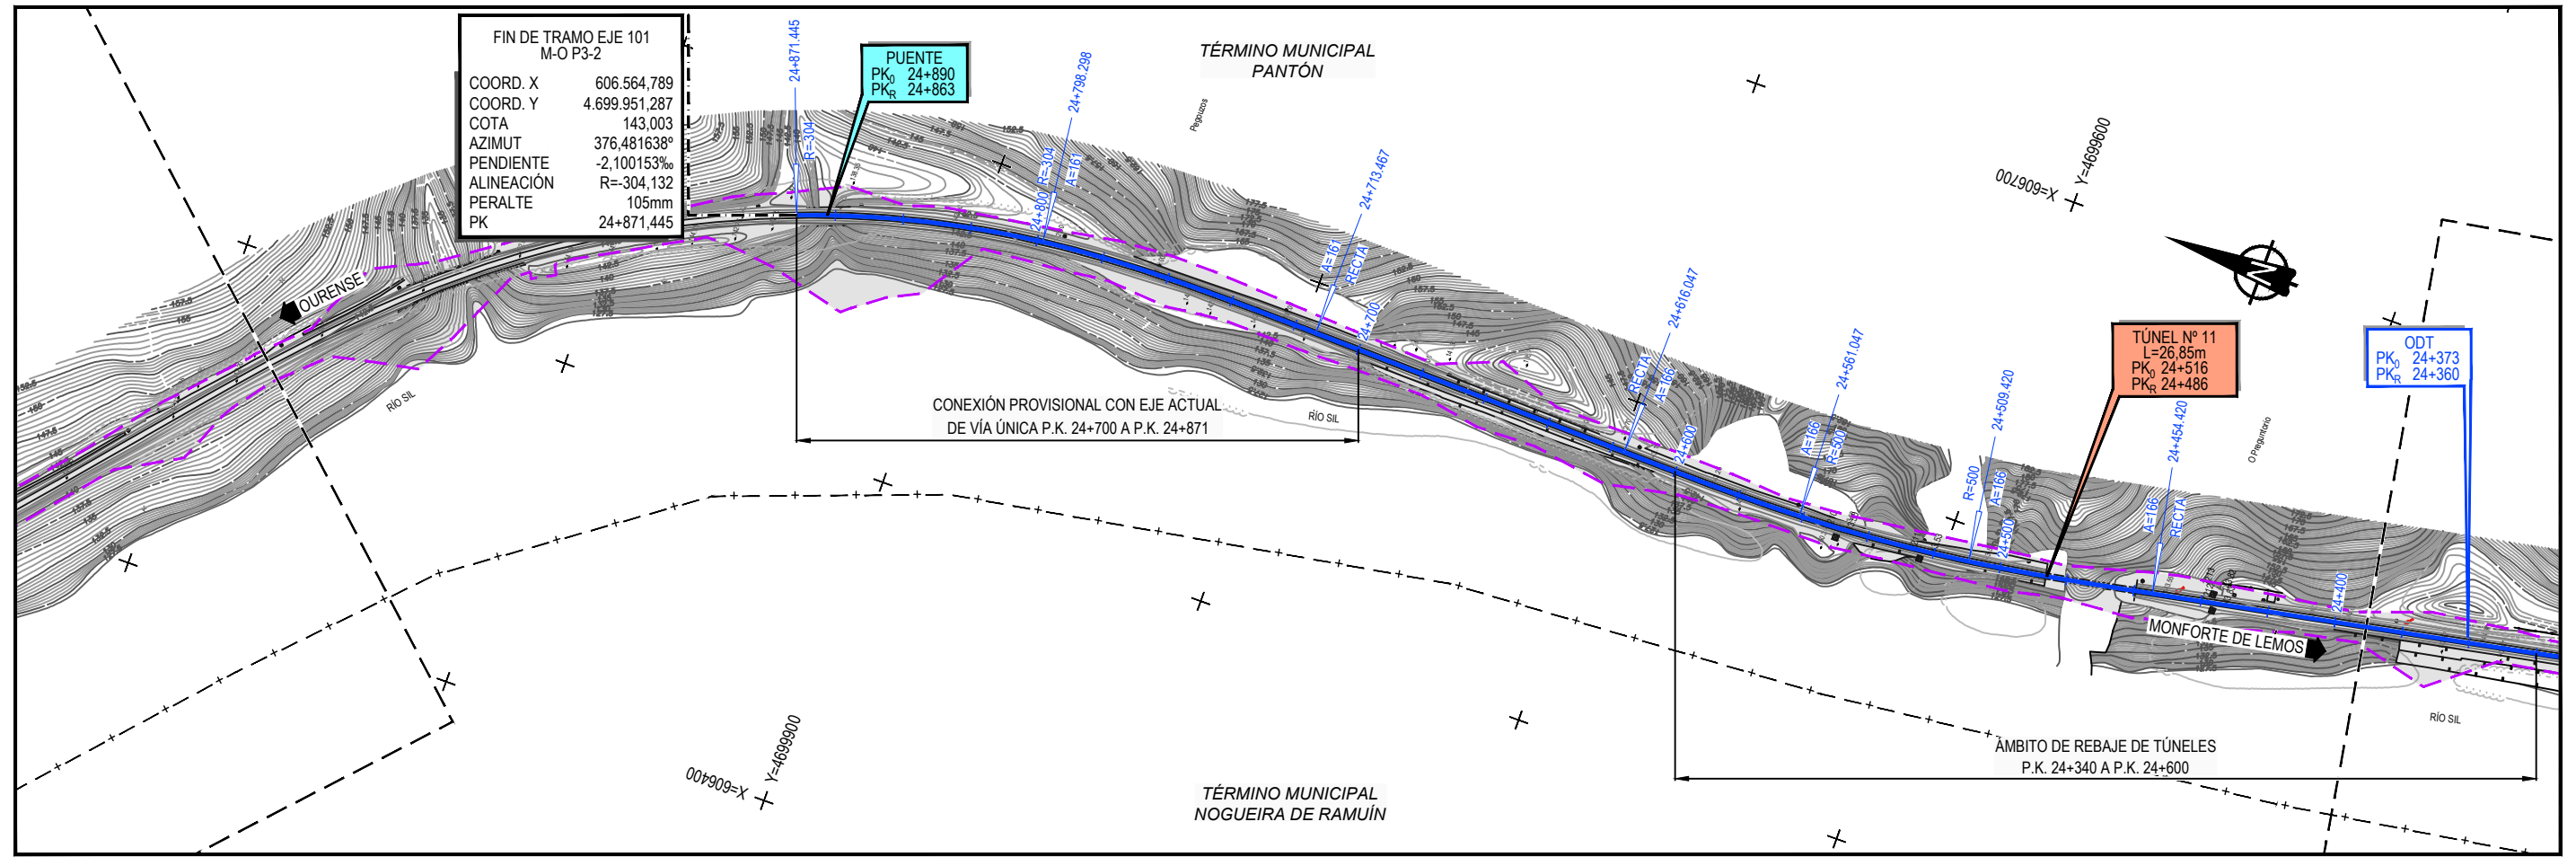 FIN DE TRAMO EJE 101
M-O P3-2
COORD. X 606.564,789
COORD. Y 4.699.951,287
COTA 143,003
AZIMUT 376,481638º
PENDIENTE -2,100153‰
ALINEACIÓN R=-304,132
PERALTE 105mm
PK 24+871,445
24+871.445
R=-304
PUENTE
PK0 24+890
PKR 24+863
24+800
R=-304
A=161
24+798.298
TÉRMINO MUNICIPAL
PANTÓN
Pegouzos
A=161
RECTA
24+713.467
24+700
RECTA
A=166
24+616.047
24+600
A=166
R=500
24+561.047
R=500
A=166
24+509.420
24+500
TÚNEL Nº 11
L=26,85m
PK0 24+516
PKR 24+486
A=166
RECTA
24+454.420
24+400
O Preguntorio
ODT
PK0 24+373
PKR 24+360
X=606700
Y=4699600
N
OURENSE
RÍO SIL
CONEXIÓN PROVISIONAL CON EJE ACTUAL
DE VÍA ÚNICA P.K. 24+700 A P.K. 24+871
RÍO SIL
MONFORTE DE LEMOS
RÍO SIL
ÁMBITO DE REBAJE DE TÚNELES
P.K. 24+340 A P.K. 24+600
X=606400
Y=4699900
TÉRMINO MUNICIPAL
NOGUEIRA DE RAMUÍN